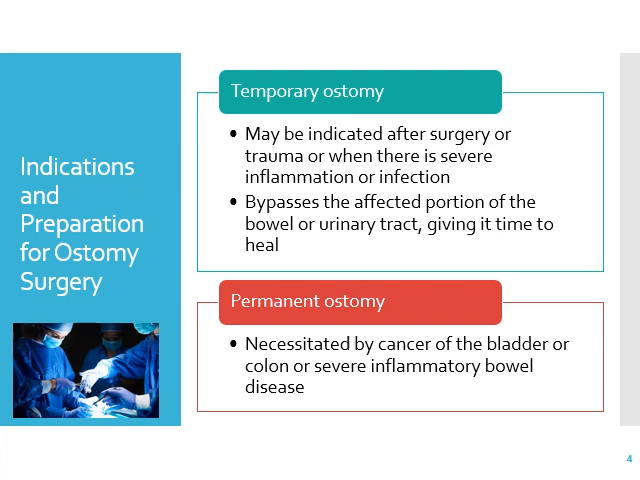 Indications
and
Preparation
for Ostomy
Surgery
Temporary ostomy
• May be indicated after surgery or
trauma or when there is severe
inflammation or infection
• Bypasses the affected portion of the
bowel or urinary tract, giving it time to
heal
Permanent ostomy
• Necessitated by cancer of the bladder or
colon or severe inflammatory bowel
disease
4